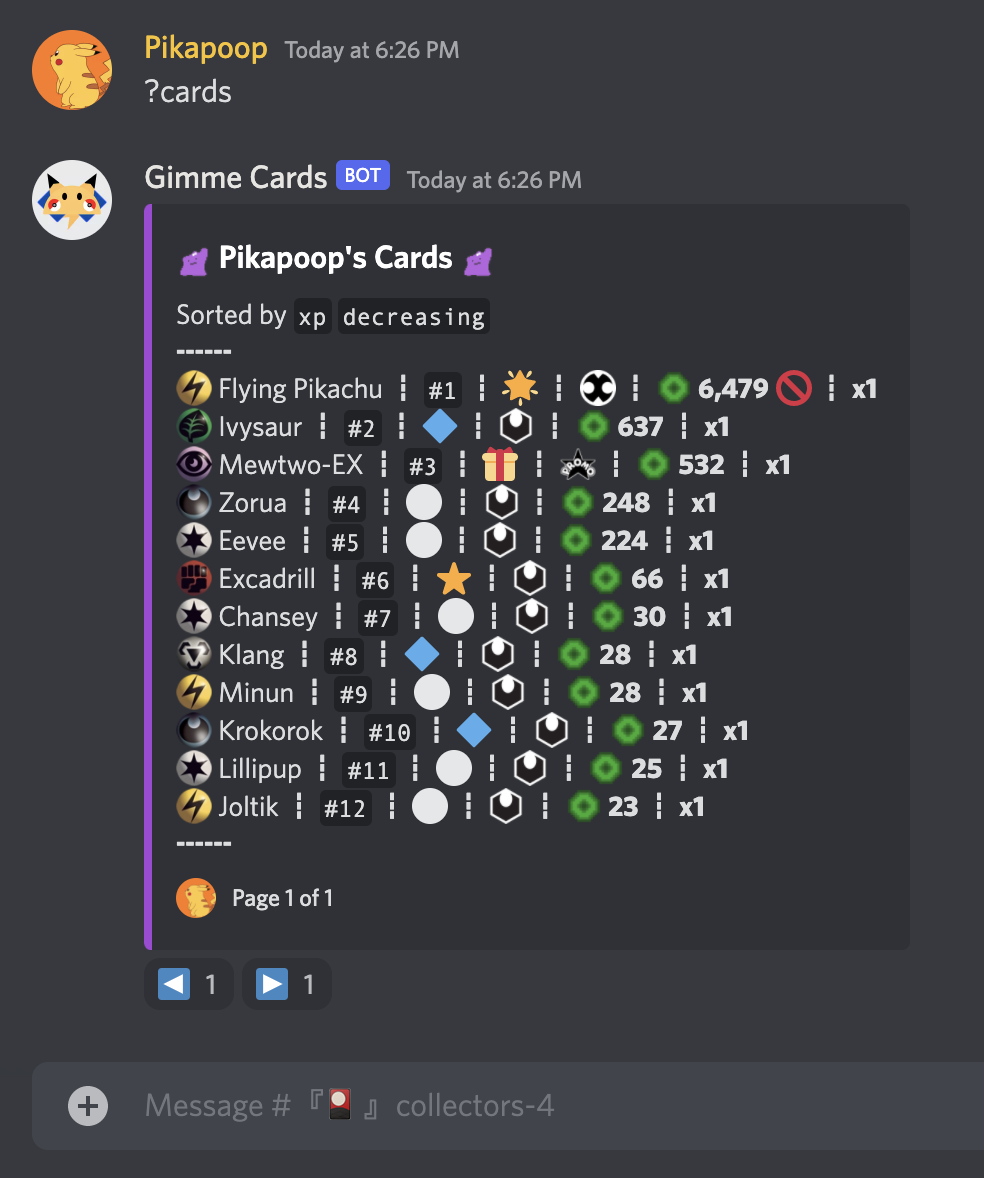 Pikapoop Today at 6:26 PM
?cards
Gimme Cards BOT Today at 6:26 PM
Pikapoop's Cards
Sorted by xp decreasing
------
Flying Pikachu ┋ #1 ┋ ┋ ┋ 6,479 ┋ x1
Ivysaur ┋ #2 ┋ ┋ ┋ 637 ┋ x1
Mewtwo-EX ┋ #3 ┋ ┋ PROMO ┋ 532 ┋ x1
Zorua ┋ #4 ┋ ┋ ┋ 248 ┋ x1
Eevee ┋ #5 ┋ ┋ ┋ 224 ┋ x1
Excadrill ┋ #6 ┋ ┋ ┋ 66 ┋ x1
Chansey ┋ #7 ┋ ┋ ┋ 30 ┋ x1
Klang ┋ #8 ┋ ┋ ┋ 28 ┋ x1
Minun ┋ #9 ┋ ┋ ┋ 28 ┋ x1
Krokorok ┋ #10 ┋ ┋ ┋ 27 ┋ x1
Lillipup ┋ #11 ┋ ┋ ┋ 25 ┋ x1
Joltik ┋ #12 ┋ ┋ ┋ 23 ┋ x1
------
Page 1 of 1
1 1
Message # 『🎴』 collectors-4